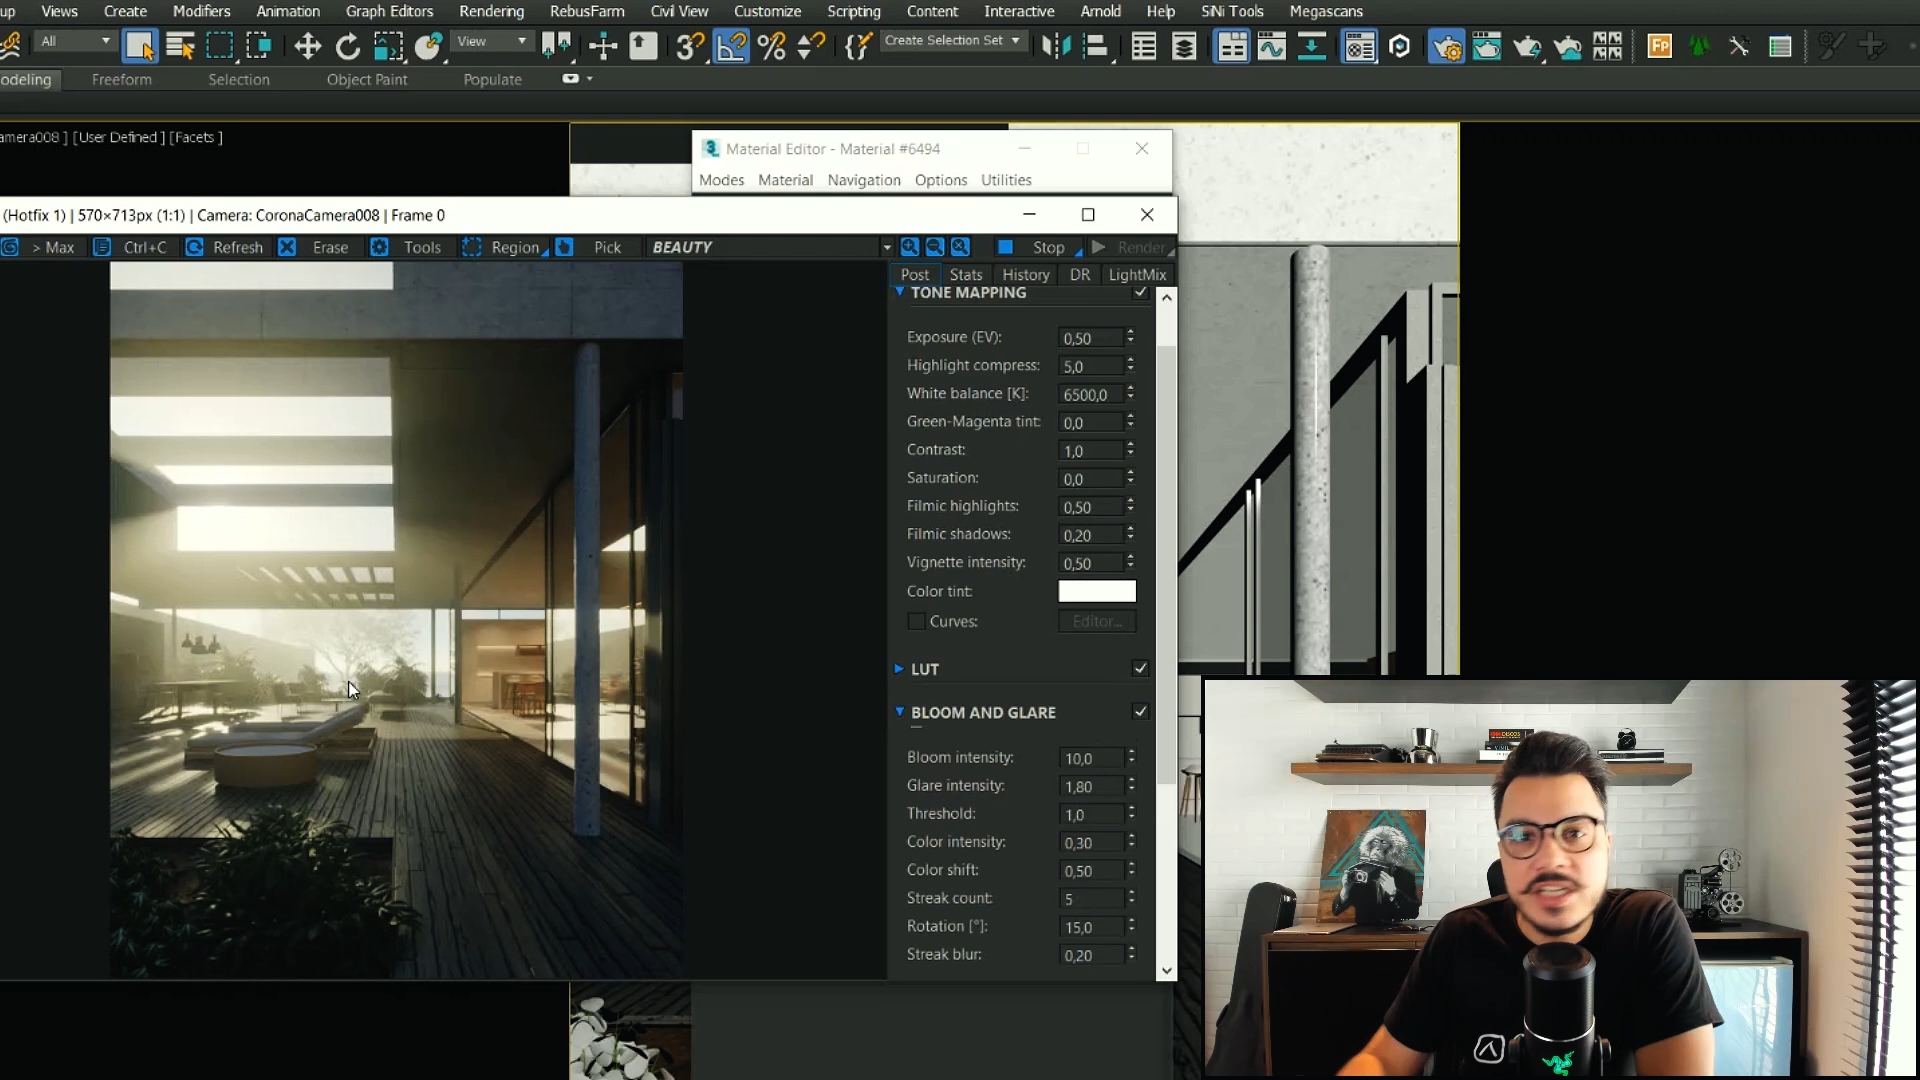 up Views Create Modifiers Animation Graph Editors Rendering RebusFarm Civil View Customize Scripting Content Interactive Arnold Help SiNi Tools Megascans
All View Create Selection Set Fp
odeling Freeform Selection Object Paint Populate
amera008 ] [User Defined ] [Facets ]
3 Material Editor - Material #6494
Modes Material Navigation Options Utilities
(Hotfix 1) | 570×713px (1:1) | Camera: CoronaCamera008 | Frame 0
> Max Ctrl+C Refresh Erase Tools Region Pick BEAUTY Stop Render
Post Stats History DR LightMix
TONE MAPPING
Exposure (EV): 0,50
Highlight compress: 5,0
White balance [K]: 6500,0
Green-Magenta tint: 0,0
Contrast: 1,0
Saturation: 0,0
Filmic highlights: 0,50
Filmic shadows: 0,20
Vignette intensity: 0,50
Color tint:
Curves: Editor...
LUT
BLOOM AND GLARE
Bloom intensity: 10,0
Glare intensity: 1,80
Threshold: 1,0
Color intensity: 0,30
Color shift: 0,50
Streak count: 5
Rotation [°]: 15,0
Streak blur: 0,20